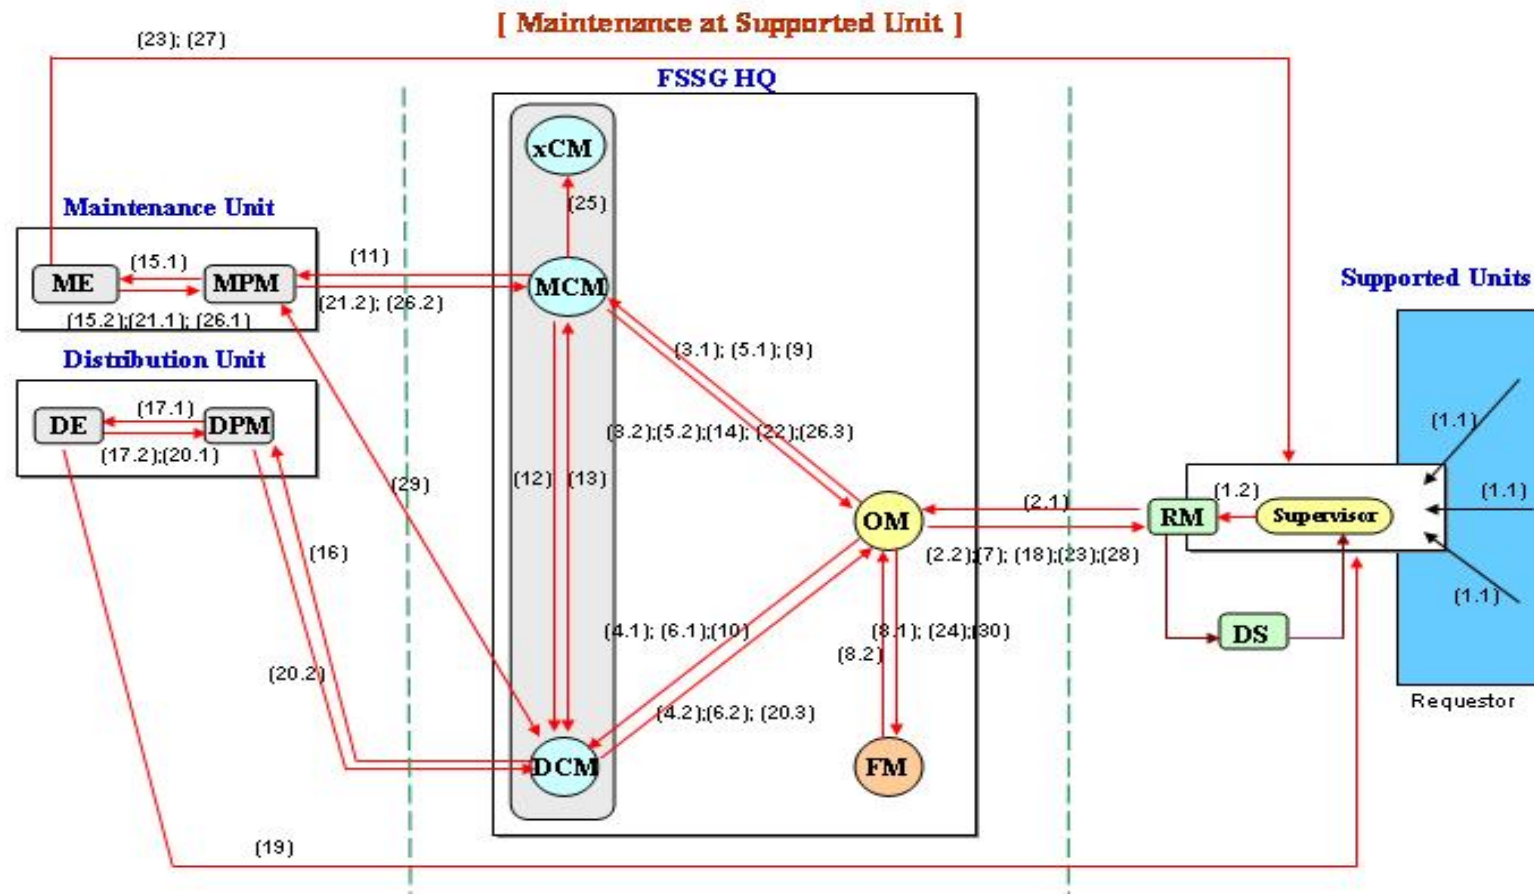 [ Maintenance at Supported Unit ]
(23); (27)
FSSG HQ
xCM
(25)
Maintenance Unit
(11)
(15.1)
ME
MPM
MCM
Supported Units
(21.2); (26.2)
(15.2);(21.1); (26.1)
(3.1); (5.1); (9)
Distribution Unit
(17.1)
DE
DPM
(3.2);(5.2);(14); (22);(26.3)
(1.1)
(17.2);(20.1)
(12)
(13)
(29)
(1.2)
(1.1)
(2.1)
OM
RM
Supervisor
(16)
(2.2);(7); (18);(23);(28)
(1.1)
(4.1); (6.1);(10)
(8.1); (24);(30)
DS
(8.2)
(20.2)
(4.2);(6.2); (20.3)
Requestor
DCM
FM
(19)